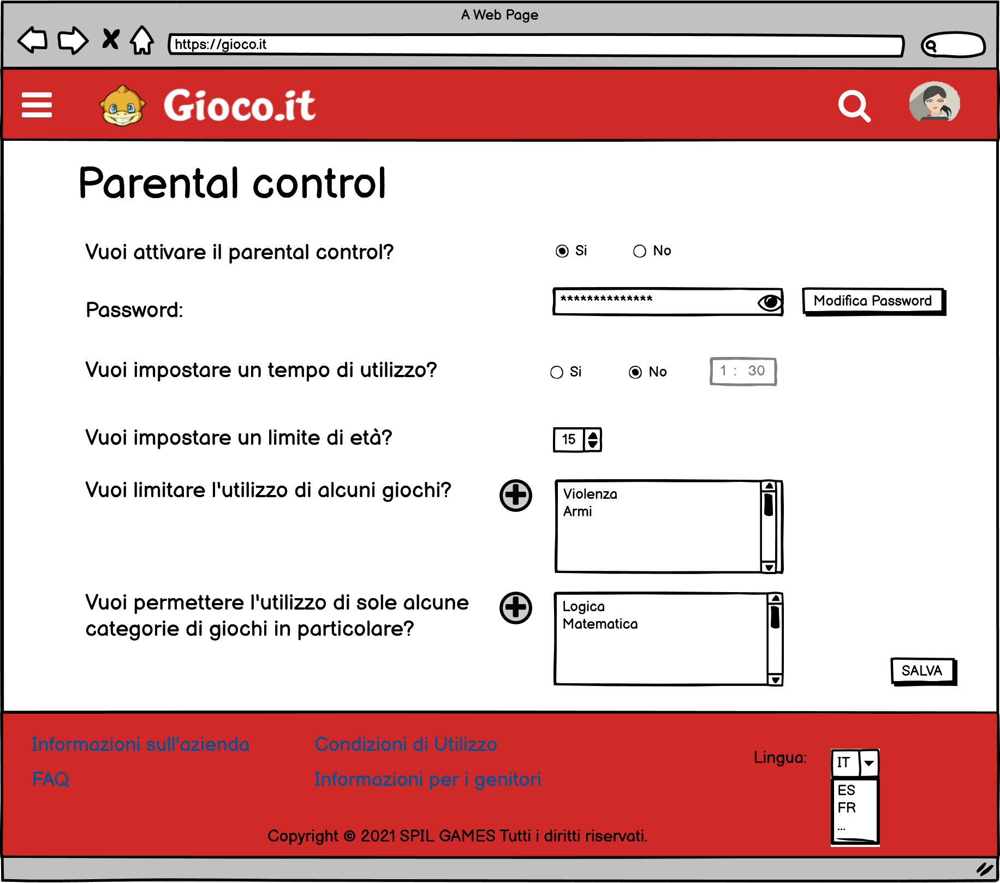 A Web Page
https://gioco.it
Gioco.it
Parental control
Vuoi attivare il parental control?
Si No
Password:
**************
Modifica Password
Vuoi impostare un tempo di utilizzo?
Si No 1 : 30
Vuoi impostare un limite di età?
15
Vuoi limitare l'utilizzo di alcuni giochi?
Violenza
Armi
Vuoi permettere l'utilizzo di sole alcune
categorie di giochi in particolare?
Logica
Matematica
SALVA
Informazioni sull'azienda
Condizioni di Utilizzo
FAQ
Informazioni per i genitori
Lingua:
IT
ES
FR
...
Copyright © 2021 SPIL GAMES Tutti i diritti riservati.